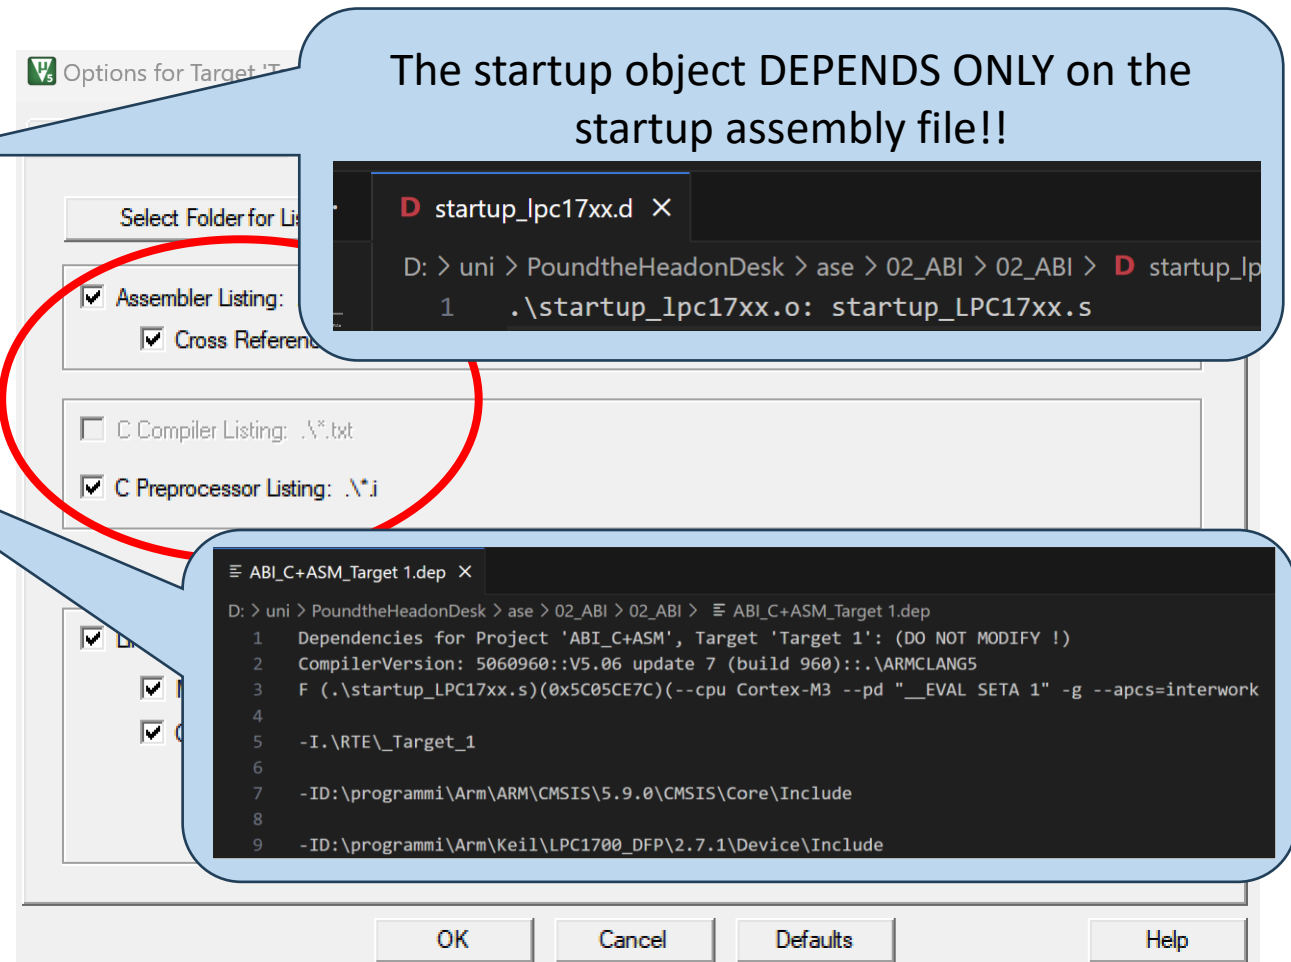 Options for Target
The startup object DEPENDS ONLY on the
startup assembly file!!
Select Folder for
D startup_lpc17xx.d ×
D: > uni > PoundtheHeadonDesk > ase > 02_ABI > 02_ABI > D startup_lp
1 .\startup_lpc17xx.o: startup_LPC17xx.s
Assembler Listing:
Cross
C Compiler Listing: .\*.txt
C Preprocessor Listing: .\*.i
ABI_C+ASM_Target 1.dep ×
D: > uni > PoundtheHeadonDesk > ase > 02_ABI > 02_ABI > ABI_C+ASM_Target 1.dep
1 Dependencies for Project 'ABI_C+ASM', Target 'Target 1': (DO NOT MODIFY !)
2 CompilerVersion: 5060960::V5.06 update 7 (build 960)::.\ARMCLANG5
3 F (.\startup_LPC17xx.s)(0x5C05CE7C)(--cpu Cortex-M3 --pd "__EVAL SETA 1" -g --apcs=interwork
4
5 -I.\RTE\_Target_1
6
7 -ID:\programmi\Arm\ARM\CMSIS\5.9.0\CMSIS\Core\Include
8
9 -ID:\programmi\Arm\Keil\LPC1700_DFP\2.7.1\Device\Include
OK
Cancel
Defaults
Help